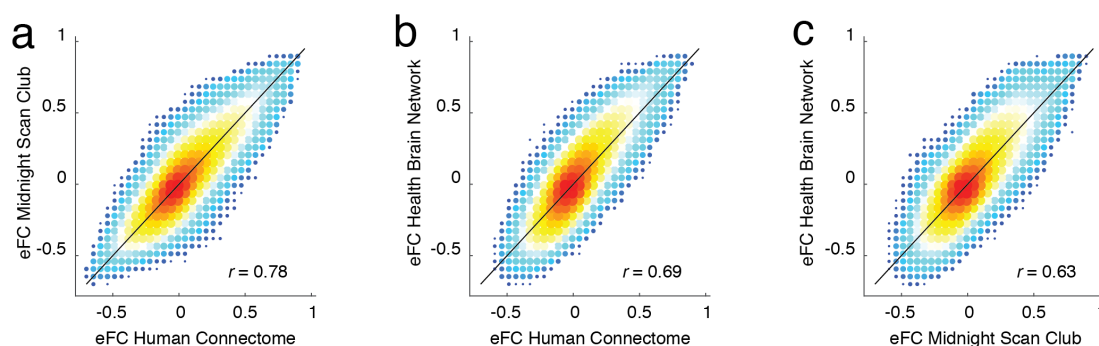 a
eFC Midnight Scan Club
1
0.5
0
-0.5
r = 0.78
-0.5
0
0.5
1
eFC Human Connectome
b
eFC Health Brain Network
1
0.5
0
-0.5
r = 0.69
-0.5
0
0.5
1
eFC Human Connectome
c
eFC Health Brain Network
1
0.5
0
-0.5
r = 0.63
-0.5
0
0.5
1
eFC Midnight Scan Club